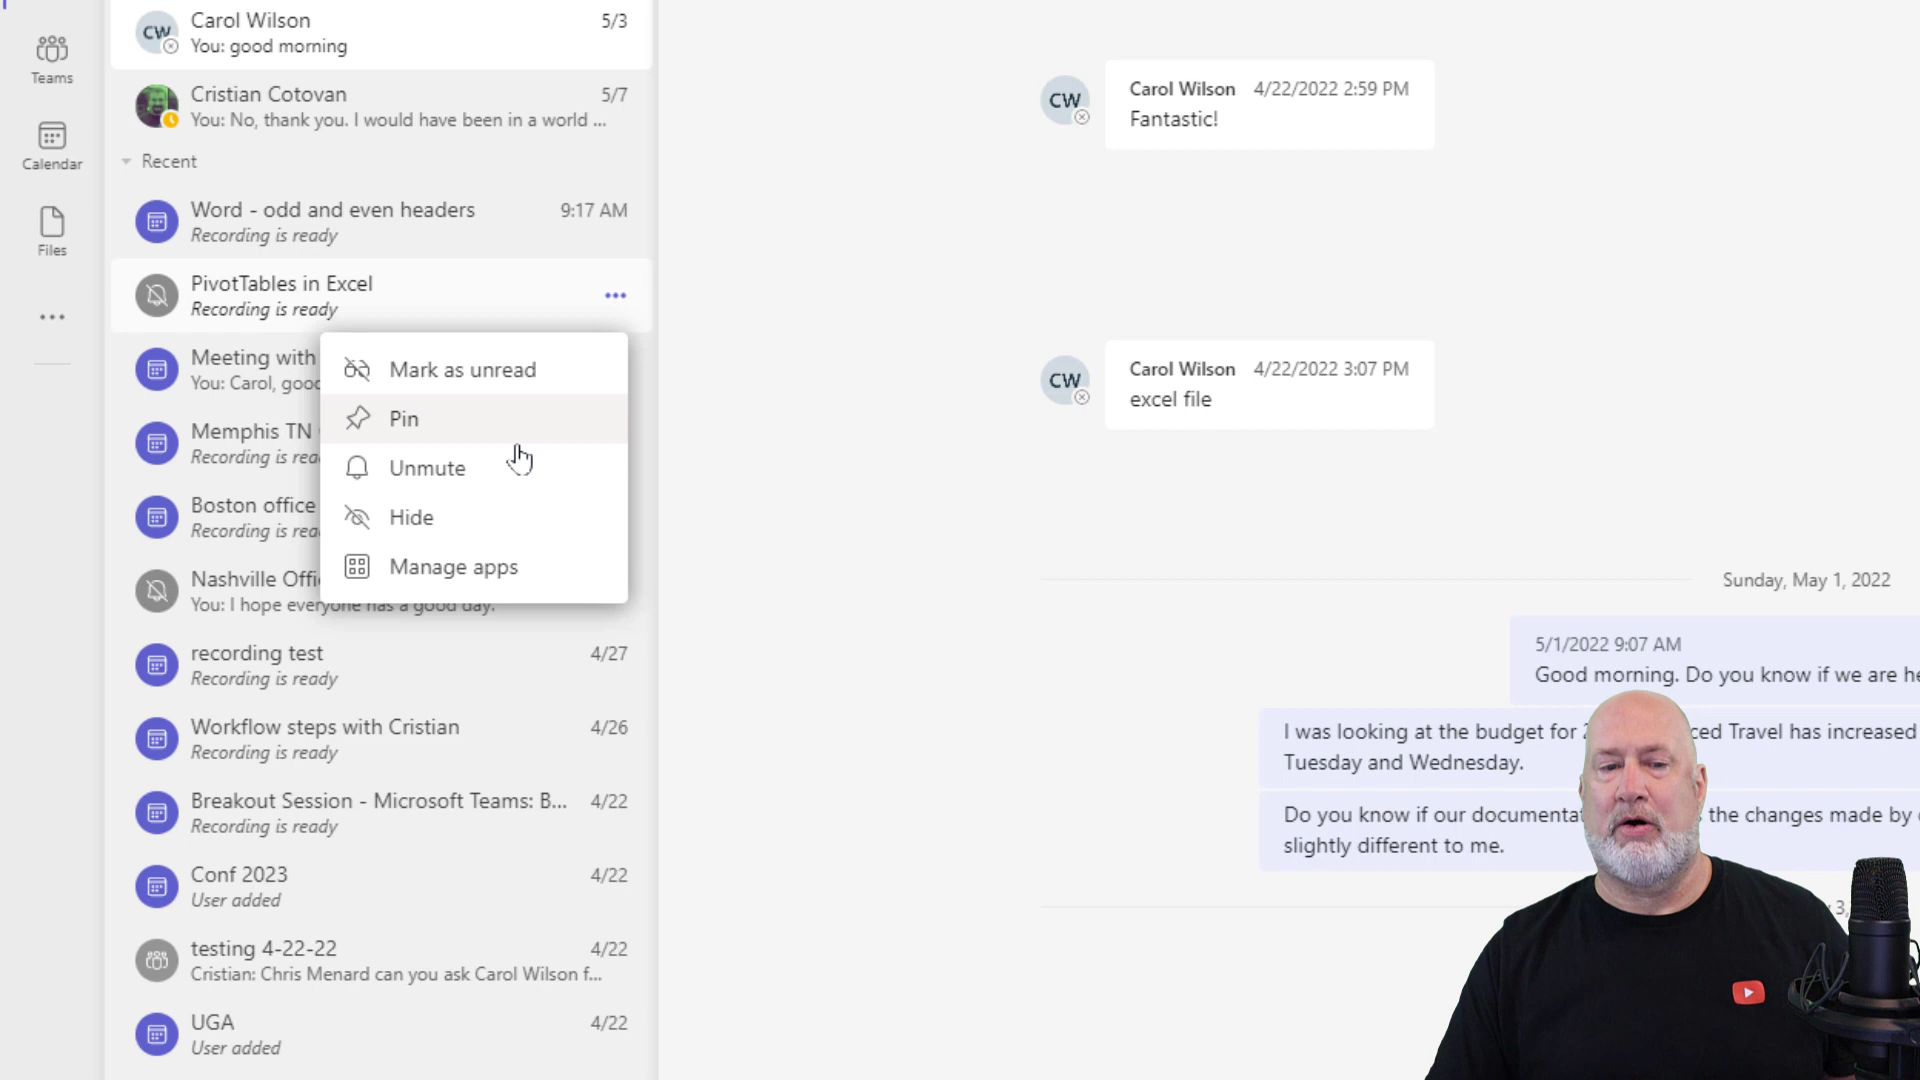 Teams
Calendar
Files
CW
Carol Wilson 5/3
You: good morning
Cristian Cotovan 5/7
You: No, thank you. I would have been in a world ...
Recent
Word - odd and even headers 9:17 AM
Recording is ready
PivotTables in Excel
Recording is ready
Meeting with
You: Carol,
Memphis TN
Recording is
Boston office
Recording is
Nashville
You: I hope everyone has a good day.
Mark as unread
Pin
Unmute
Hide
Manage apps
recording test 4/27
Recording is ready
Workflow steps with Cristian 4/26
Recording is ready
Breakout Session - Microsoft Teams: B... 4/22
Recording is ready
Conf 2023 4/22
User added
testing 4-22-22 4/22
Cristian: Chris Menard can you ask Carol Wilson f...
UGA 4/22
User added
CW
Carol Wilson 4/22/2022 2:59 PM
Fantastic!
CW
Carol Wilson 4/22/2022 3:07 PM
excel file
Sunday, May 1, 2022
5/1/2022 9:07 AM
Good morning. Do you know if we are
I was looking at the budget for Travel has increased
Tuesday and Wednesday.
Do you know if our the changes made by
slightly different to me.